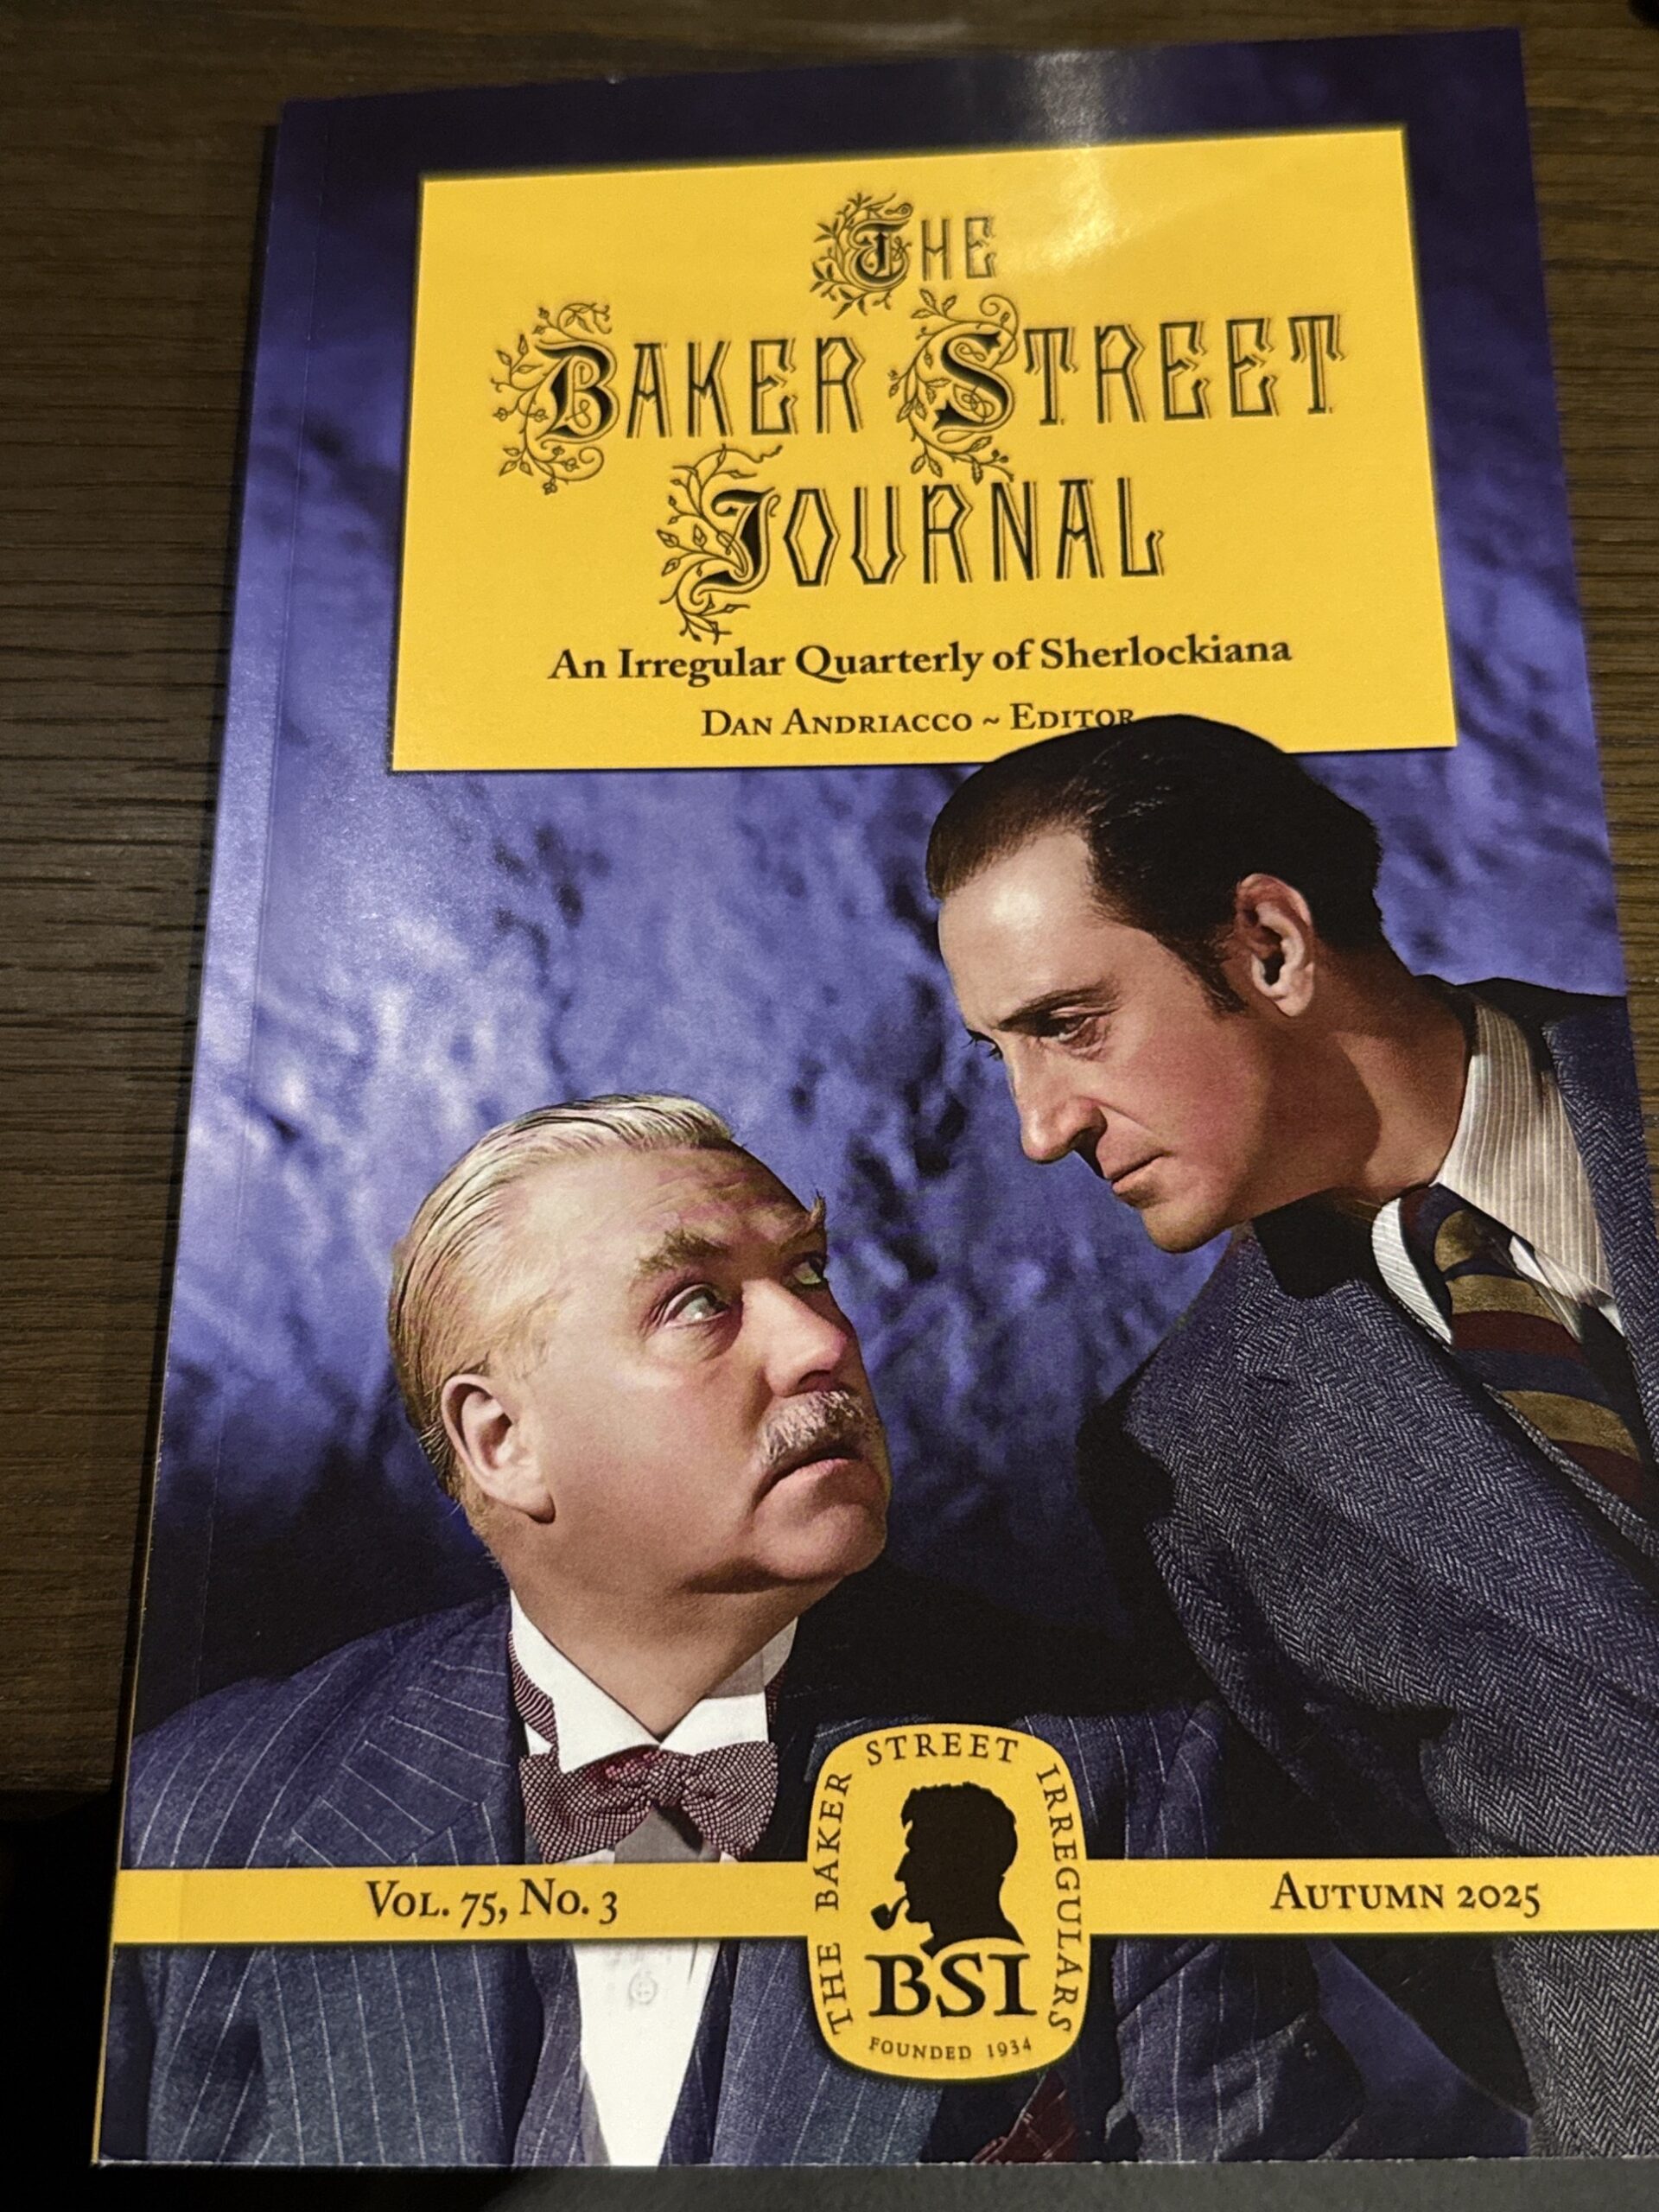 The
Baker Street
Journal
An Irregular Quarterly of Sherlockiana
Dan Andriacco ~ Editor
Vol. 75, No. 3
THE BAKER STREET IRREGULARS
BSI
FOUNDED 1934
Autumn 2025